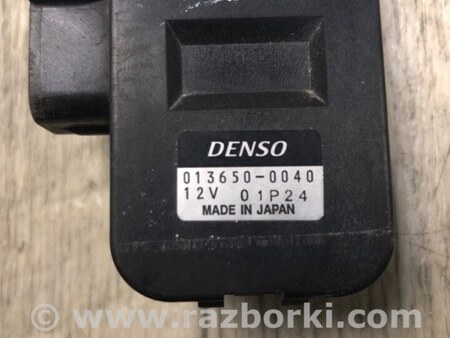 DENSO
013650-0040
12V 01P24
MADE IN JAPAN
© www.razborki.com